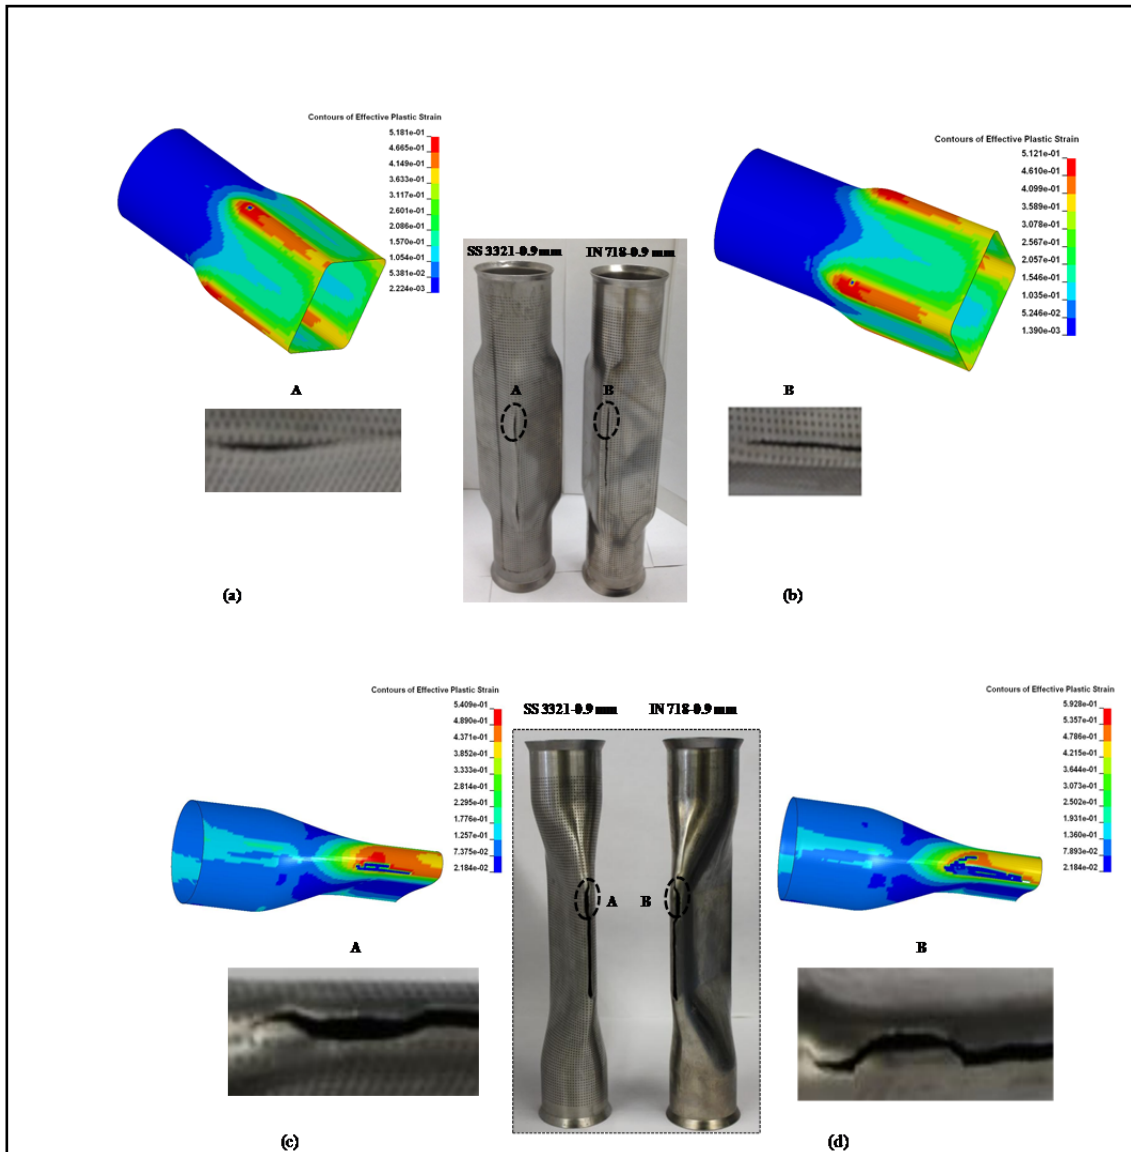 Contours of Effective Plastic Strain
5.181e-01
4.665e-01
4.149e-01
3.633e-01
3.117e-01
2.601e-01
2.086e-01
1.570e-01
1.054e-01
5.381e-02
2.224e-03
Contours of Effective Plastic Strain
5.121e-01
4.610e-01
4.099e-01
3.589e-01
3.078e-01
2.567e-01
2.057e-01
1.546e-01
1.035e-01
5.246e-02
1.390e-03
SS 3321-0.9 mm
IN 718-0.9 mm
A
B
A
B
(a)
(b)
Contours of Effective Plastic Strain
5.409e-01
4.890e-01
4.371e-01
3.852e-01
3.333e-01
2.814e-01
2.295e-01
1.776e-01
1.257e-01
7.375e-02
2.184e-02
Contours of Effective Plastic Strain
5.928e-01
5.357e-01
4.786e-01
4.215e-01
3.644e-01
3.073e-01
2.502e-01
1.931e-01
1.360e-01
7.893e-02
2.184e-02
SS 3321-0.9 mm
IN 718-0.9 mm
A
B
A
B
(c)
(d)